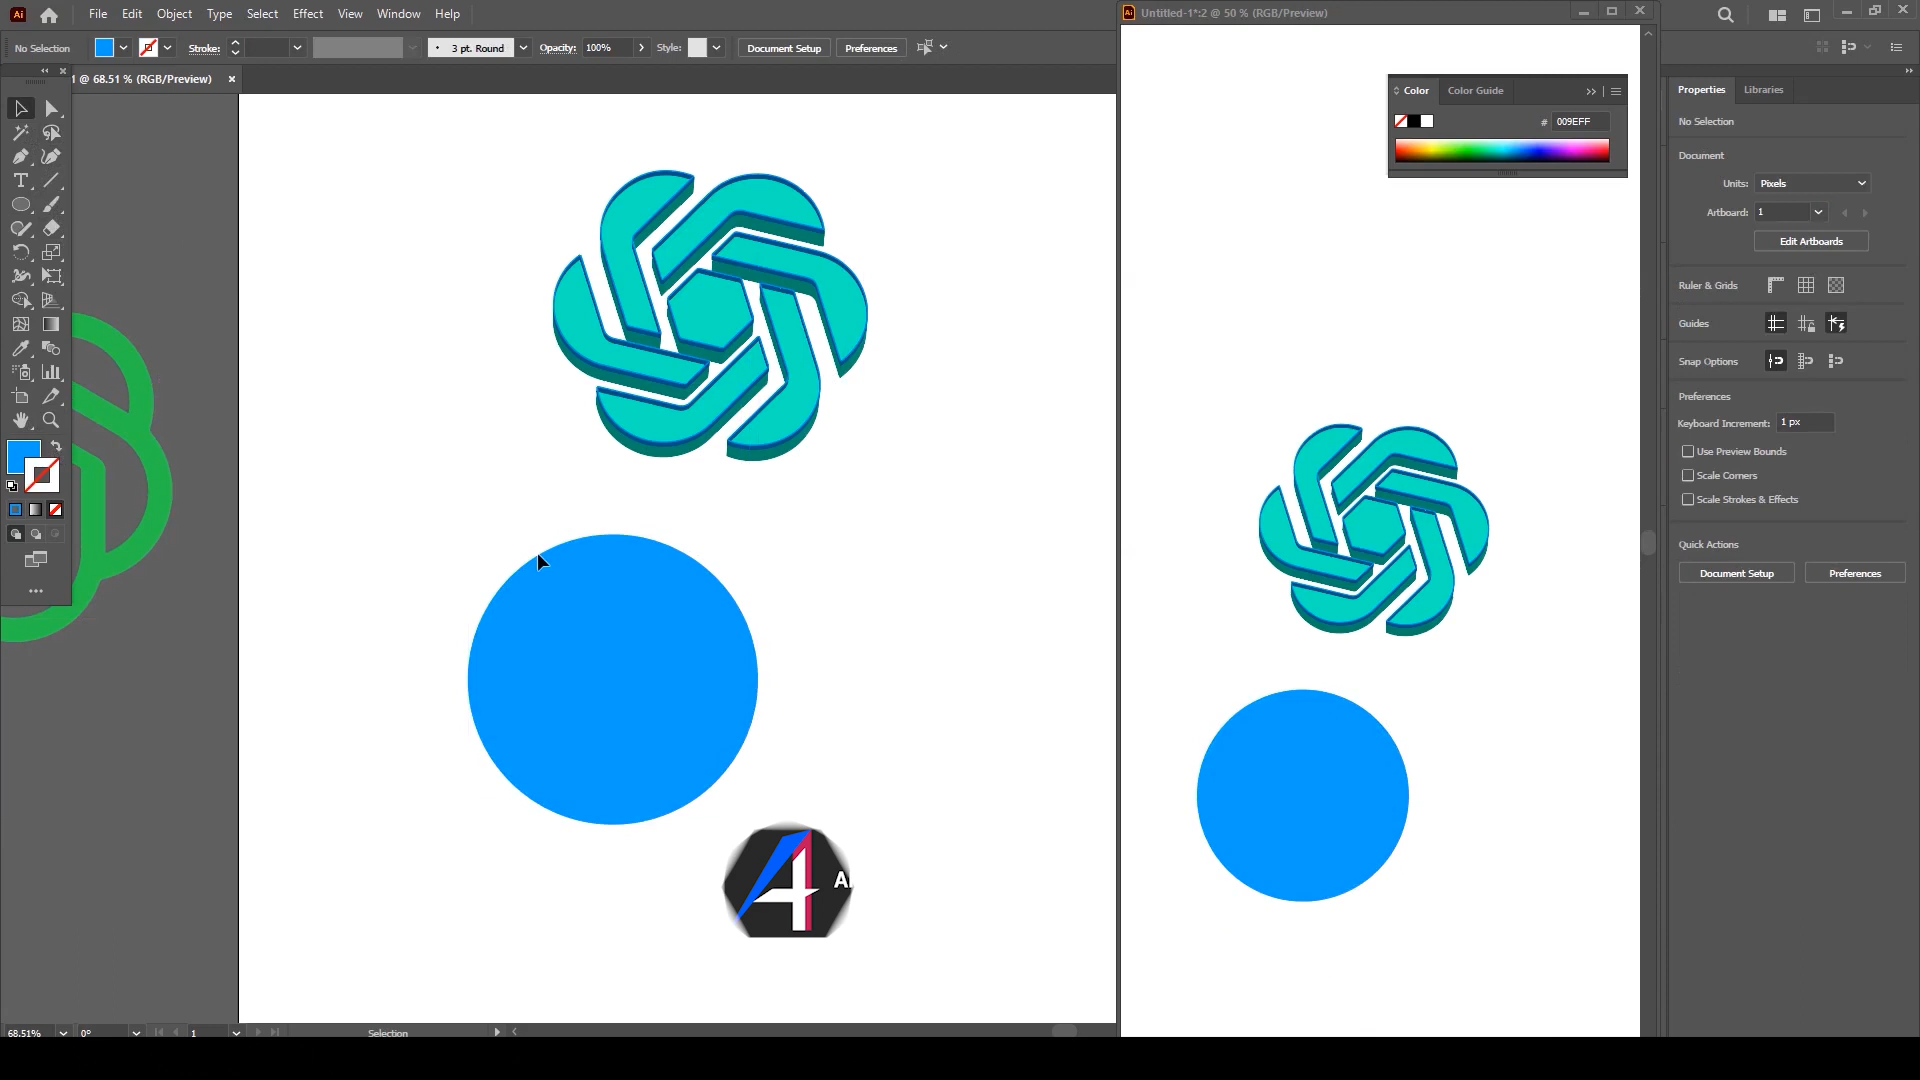 Ai File Edit Object Type Select Effect View Window Help
Ai Untitled-1*:2 @ 50 % (RGB/Preview)
No Selection Stroke: 3 pt. Round Opacity: 100% Style: Document Setup Preferences
1 @ 68.51 % (RGB/Preview) ×
Color Color Guide
# 009EFF
Properties Libraries
No Selection
Document
Units: Pixels
Artboard: 1
Edit Artboards
Ruler & Grids
Guides
Snap Options
Preferences
Keyboard Increment: 1 px
Use Preview Bounds
Scale Corners
Scale Strokes & Effects
Quick Actions
Document Setup Preferences
A
68.51% 0° 1 Selection